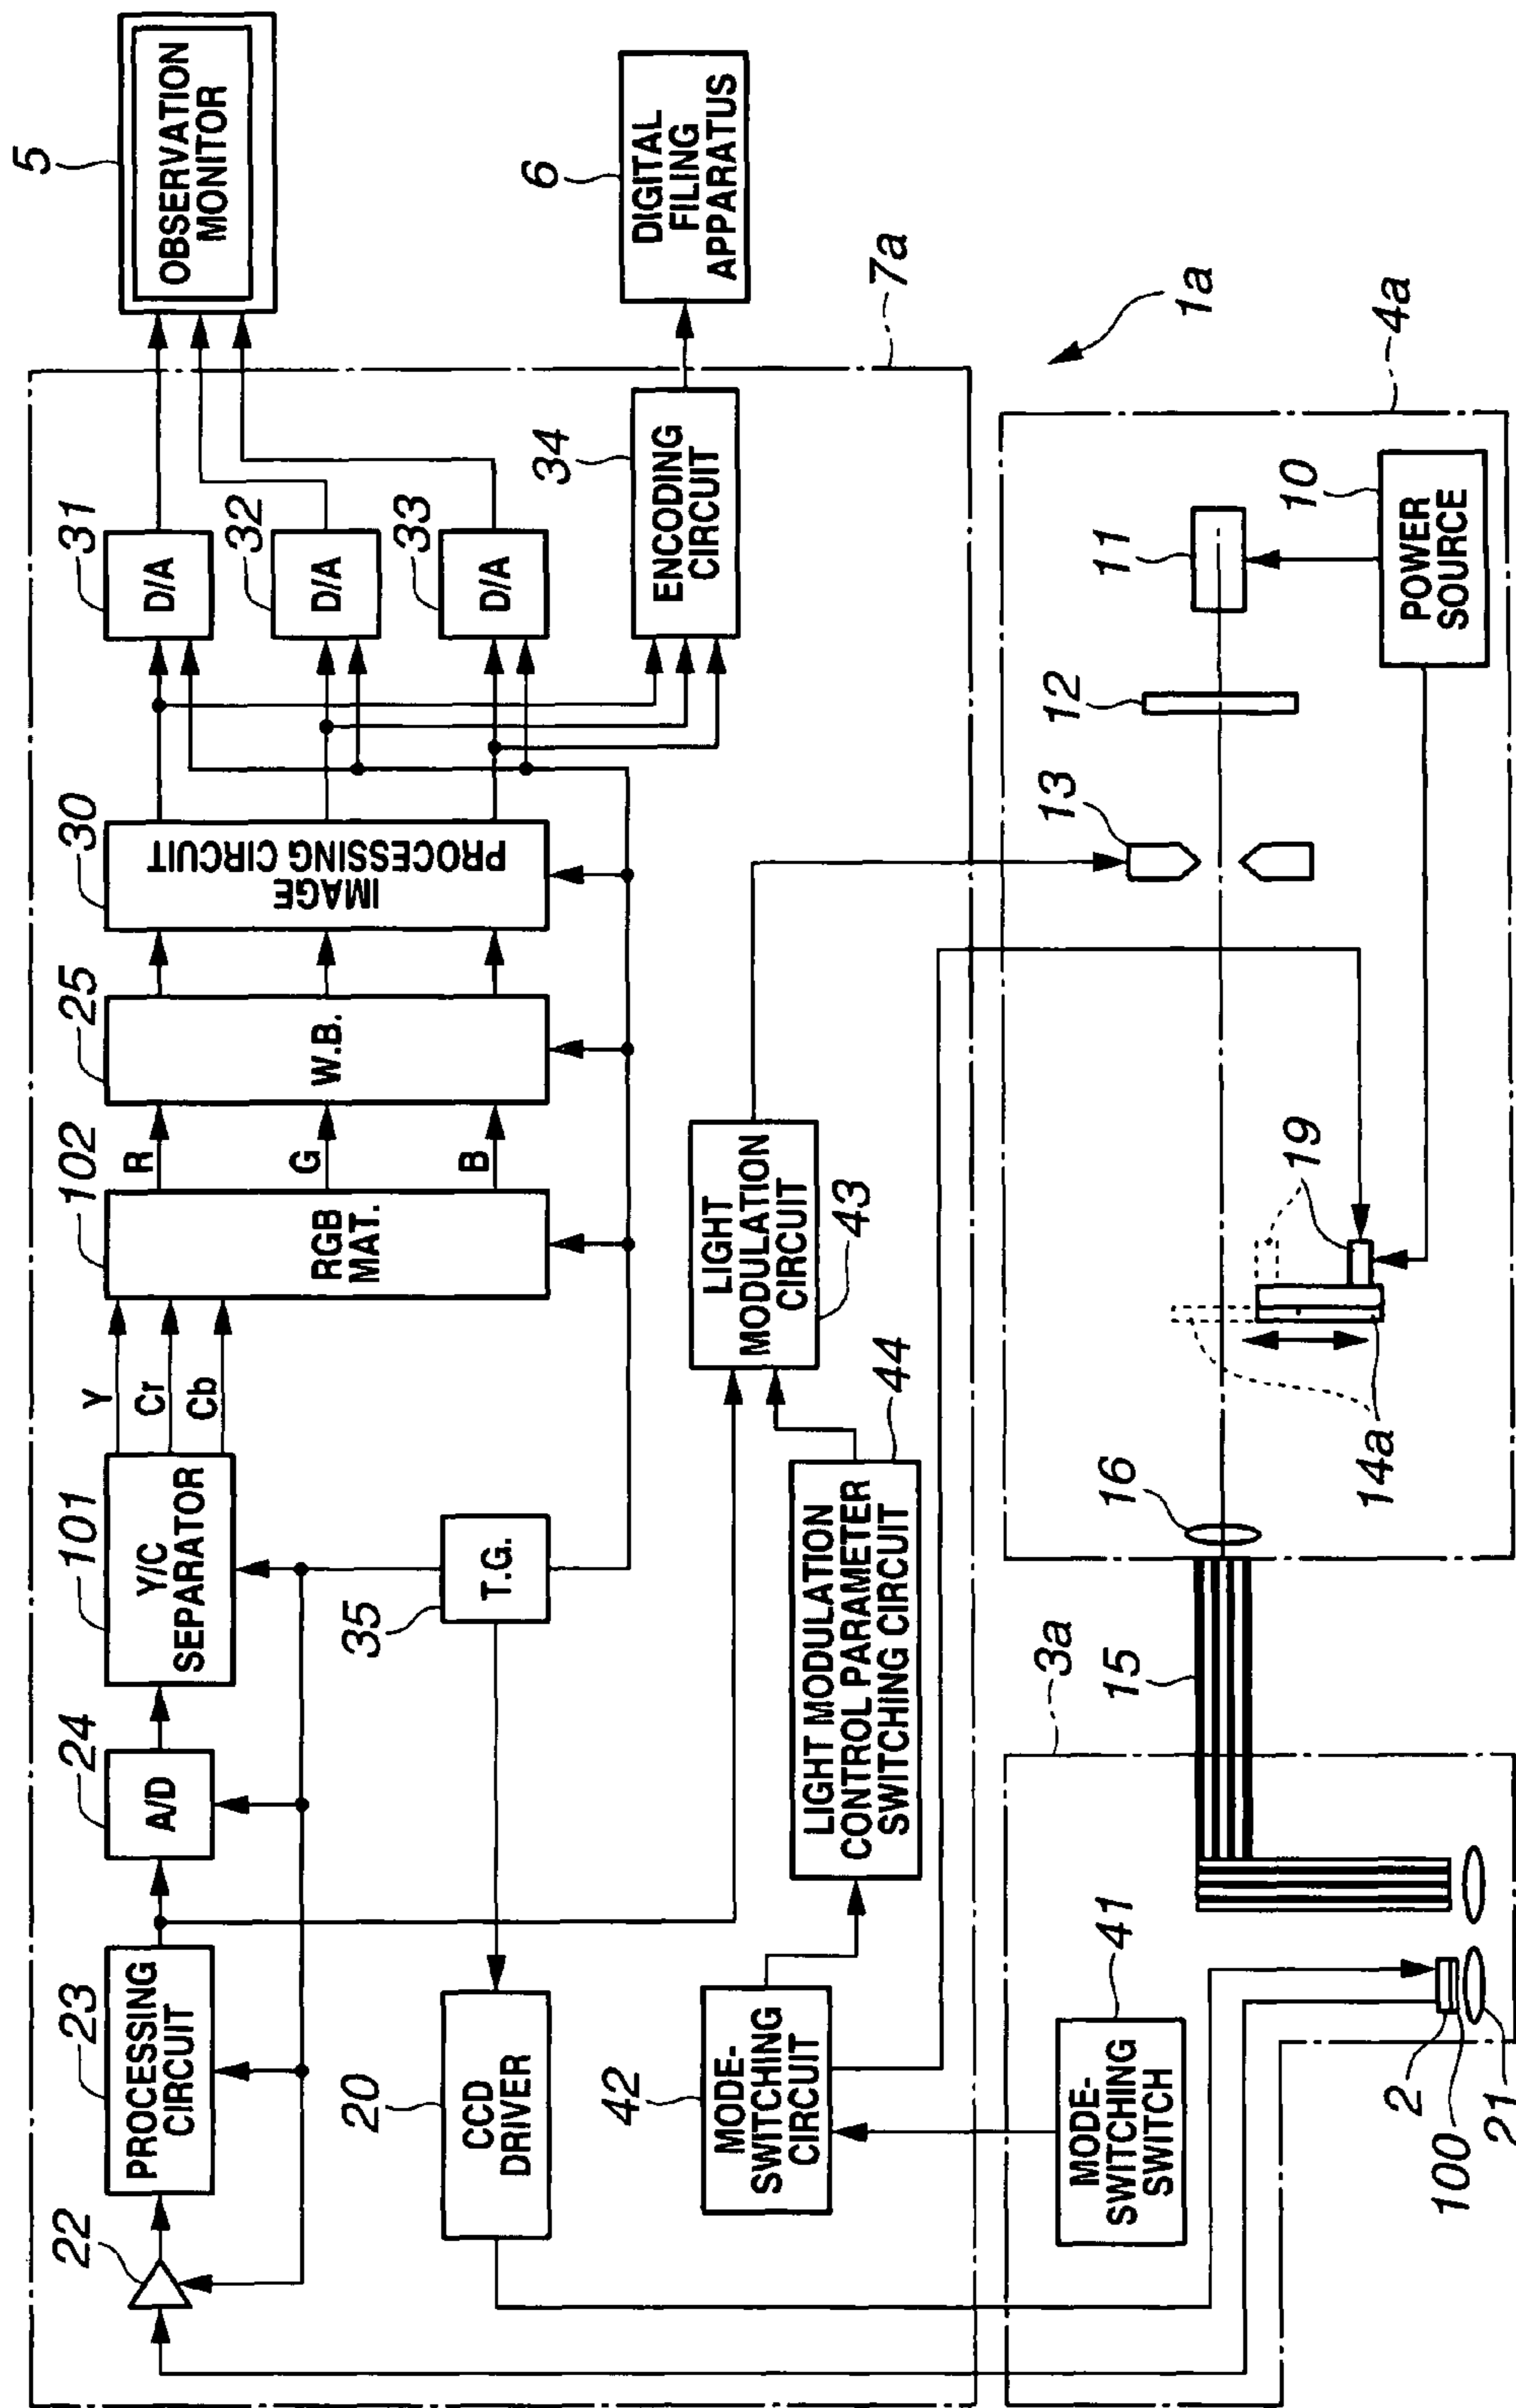 5
OBSERVATION
MONITOR
6
DIGITAL
FILING
APPARATUS
7a
1a
31
D/A
32
D/A
33
D/A
34
ENCODING
CIRCUIT
30
IMAGE
PROCESSING CIRCUIT
25
W.B.
102
RGB
MAT.
R
G
B
101
Y/C
SEPARATOR
Y
Cr
Cb
24
A/D
23
PROCESSING
CIRCUIT
22
35
T.G.
20
CCD
DRIVER
LIGHT
MODULATION
CIRCUIT
43
44
LIGHT MODULATION
CONTROL PARAMETER
SWITCHING CIRCUIT
42
MODE-
SWITCHING
CIRCUIT
3a
41
MODE-
SWITCHING
SWITCH
2
100
21
15
4a
16
14a
19
13
12
11
10
POWER
SOURCE